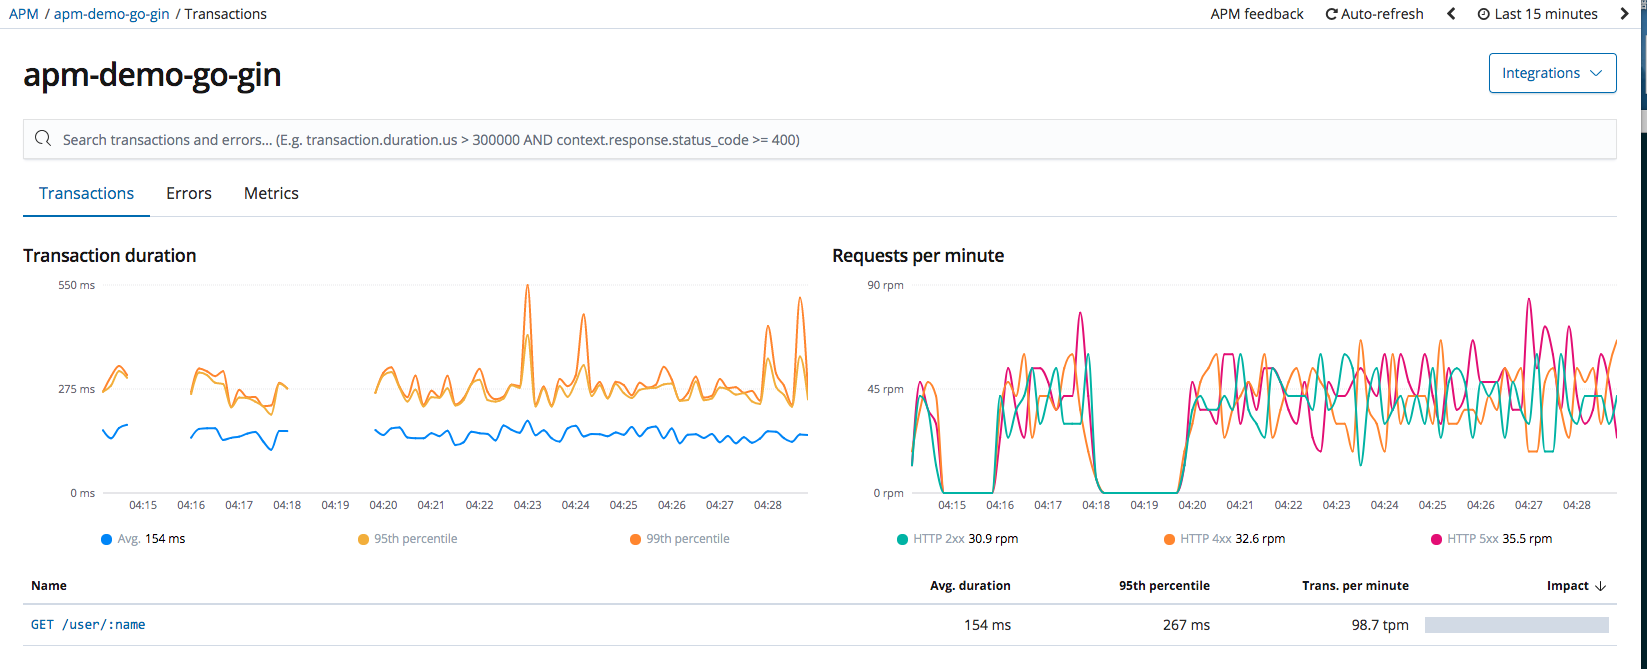 APM / apm-demo-go-gin / Transactions APM feedback Auto-refresh Last 15 minutes
apm-demo-go-gin
Integrations
Search transactions and errors... (E.g. transaction.duration.us > 300000 AND context.response.status_code >= 400)
Transactions Errors Metrics
Transaction duration
550 ms
275 ms
0 ms
04:15 04:16 04:17 04:18 04:19 04:20 04:21 04:22 04:23 04:24 04:25 04:26 04:27 04:28
Avg. 154 ms 95th percentile 99th percentile
Requests per minute
90 rpm
45 rpm
0 rpm
04:15 04:16 04:17 04:18 04:19 04:20 04:21 04:22 04:23 04:24 04:25 04:26 04:27 04:28
HTTP 2xx 30.9 rpm HTTP 4xx 32.6 rpm HTTP 5xx 35.5 rpm
Name Avg. duration 95th percentile Trans. per minute Impact
GET /user/:name 154 ms 267 ms 98.7 tpm